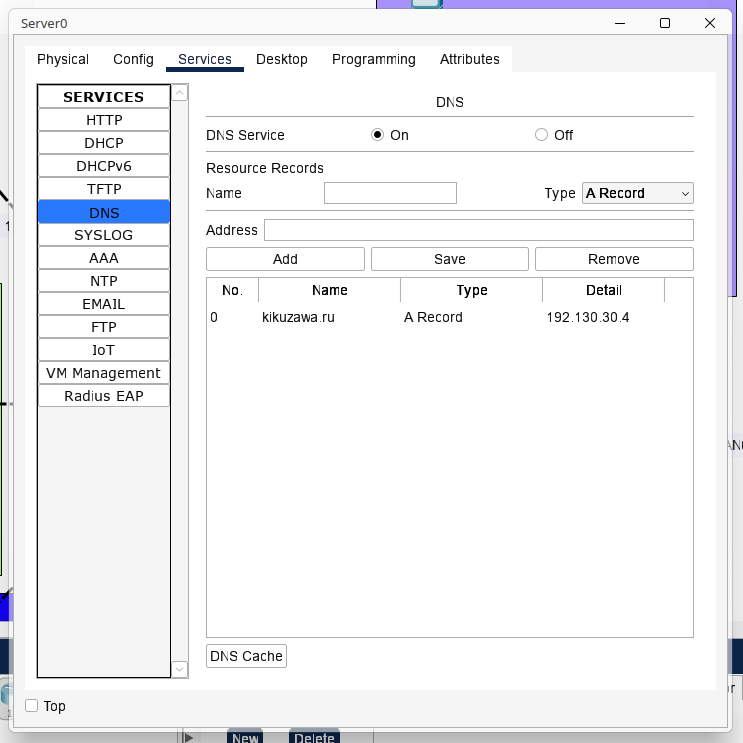 Server0
Physical Config Services Desktop Programming Attributes
SERVICES
HTTP
DHCP
DHCPv6
TFTP
DNS
SYSLOG
AAA
NTP
EMAIL
FTP
IoT
VM Management
Radius EAP
DNS
DNS Service On Off
Resource Records
Name Type A Record
Address
Add Save Remove
No. Name Type Detail
0 kikuzawa.ru A Record 192.130.30.4
DNS Cache
Top
New Delete